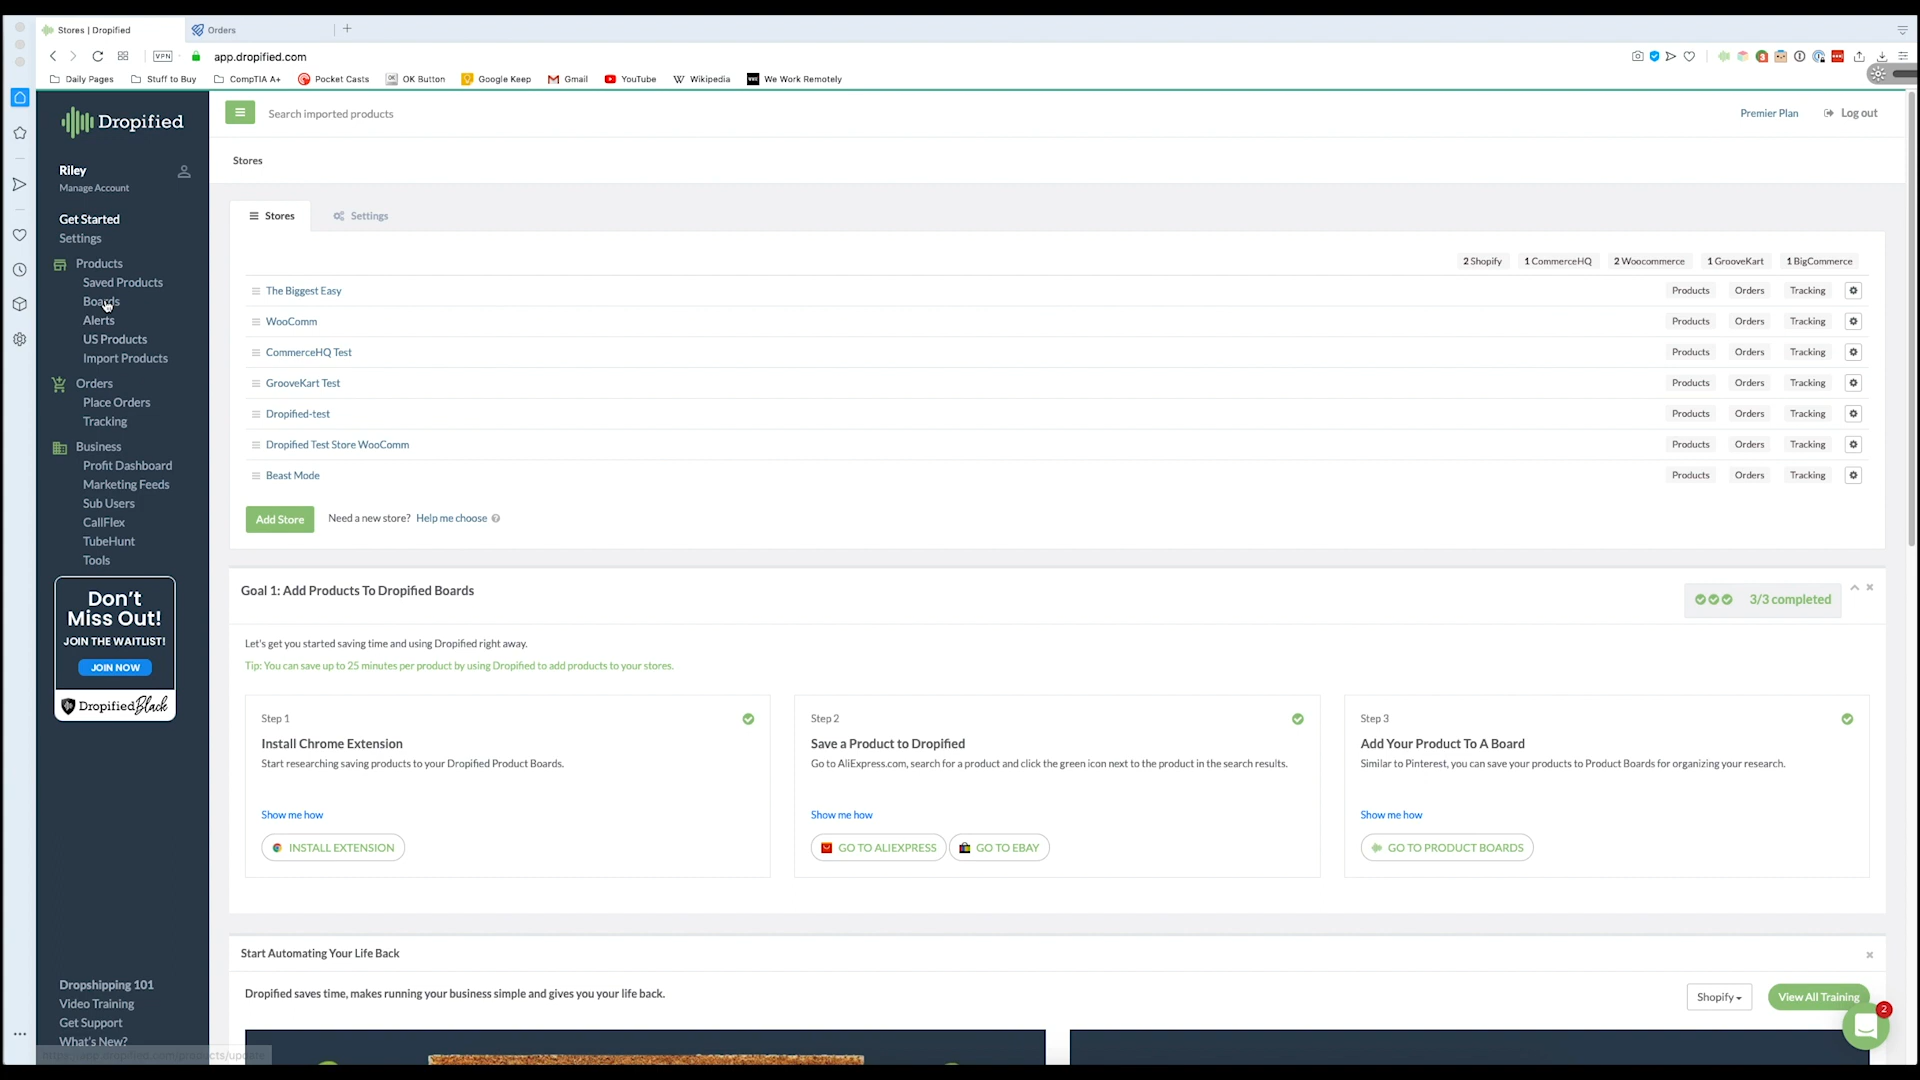 Stores | Dropified
Orders
VPN
app.dropified.com
Daily Pages
Stuff to Buy
CompTIA A+
Pocket Casts
OK Button
Google Keep
Gmail
YouTube
Wikipedia
We Work Remotely
Dropified
Search imported products
Premier Plan
Log out
Riley
Manage Account
Stores
Get Started
Settings
Products
Saved Products
Boards
Alerts
US Products
Import Products
Orders
Place Orders
Tracking
Business
Profit Dashboard
Marketing Feeds
Sub Users
CallFlex
TubeHunt
Tools
Don't
Miss Out!
JOIN THE WAITLIST!
JOIN NOW
Dropified Black
Dropshipping 101
Video Training
Get Support
What's New?
https://app.dropified.com/products/update
Stores
Settings
2 Shopify
1 CommerceHQ
2 Woocommerce
1 GrooveKart
1 BigCommerce
The Biggest Easy Products Orders Tracking
WooComm Products Orders Tracking
CommerceHQ Test Products Orders Tracking
GrooveKart Test Products Orders Tracking
Dropified-test Products Orders Tracking
Dropified Test Store WooComm Products Orders Tracking
Beast Mode Products Orders Tracking
Add Store
Need a new store? Help me choose
Goal 1: Add Products To Dropified Boards
3/3 completed
Let's get you started saving time and using Dropified right away.
Tip: You can save up to 25 minutes per product by using Dropified to add products to your stores.
Step 1
Install Chrome Extension
Start researching saving products to your Dropified Product Boards.
Show me how
INSTALL EXTENSION
Step 2
Save a Product to Dropified
Go to AliExpress.com, search for a product and click the green icon next to the product in the search results.
Show me how
GO TO ALIEXPRESS
GO TO EBAY
Step 3
Add Your Product To A Board
Similar to Pinterest, you can save your products to Product Boards for organizing your research.
Show me how
GO TO PRODUCT BOARDS
Start Automating Your Life Back
Dropified saves time, makes running your business simple and gives you your life back.
Shopify
View All Training
2